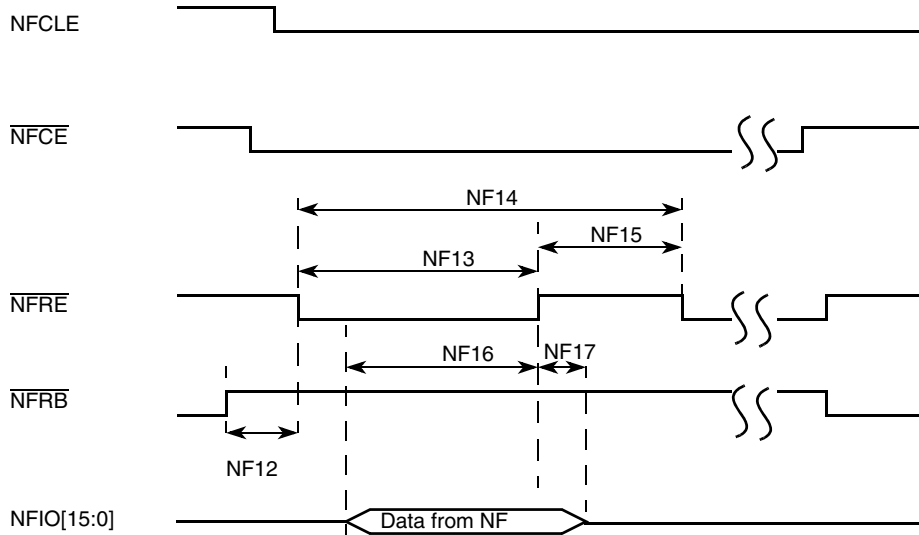 NFCLE
NFCE
NF14
NF15
NF13
NFRE
NF16
NF17
NFRB
NF12
NFIO[15:0]
Data from NF